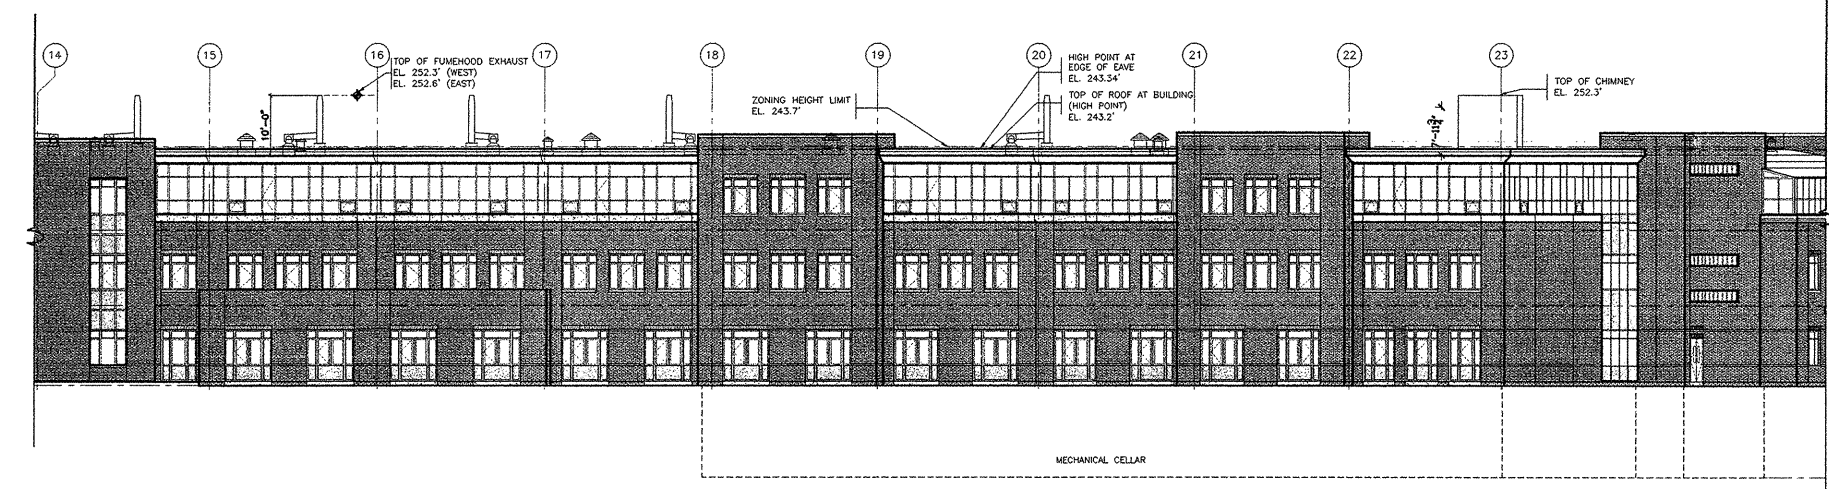 14 15 16 17 18 19 20 21 22 23
TOP OF FUMEHOOD EXHAUST
EL. 252.3' (WEST)
EL. 252.6' (EAST)
10'-0"
ZONING HEIGHT LIMIT
EL. 243.7'
HIGH POINT AT
EDGE OF EAVE
EL. 243.34'
TOP OF ROOF AT BUILDING
(HIGH POINT)
EL. 243.2'
TOP OF CHIMNEY
EL. 252.3'
MECHANICAL CELLAR